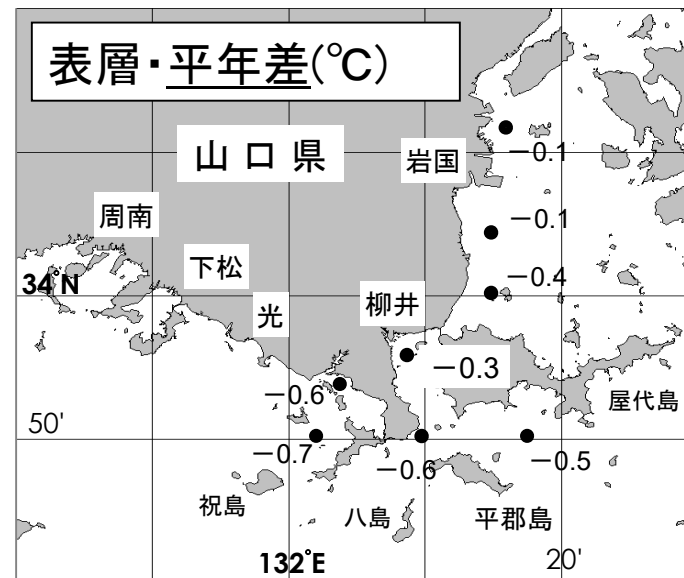 表層・平年差(℃)
山口県
岩国
－0.1
周南
－0.1
下松
34°N
－0.4
光
柳井
－0.3
－0.6
屋代島
50'
－0.7
－0.6
－0.5
祝島
八島
平郡島
132°E
20'